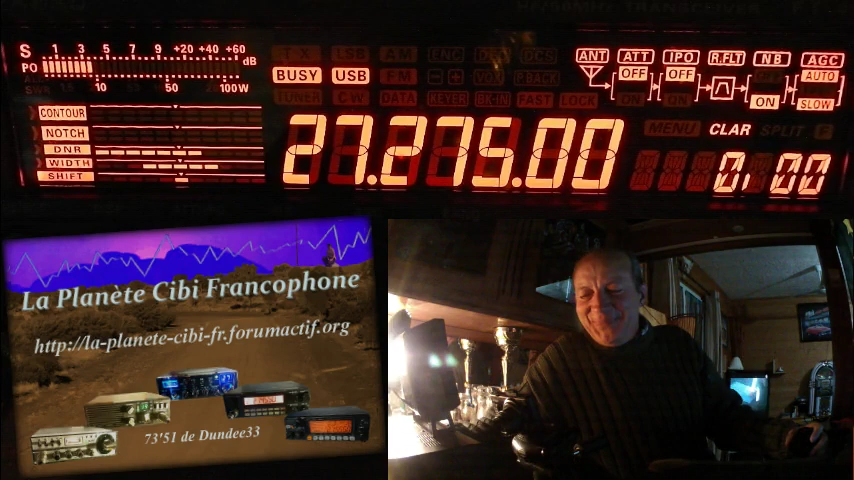 S 1 3 5 7 9 +20 +40 +60 dB
PO
SWR 10 50 100W
TX LSB AM ENC DEC DCS
BUSY USB FM - + VOX P.BACK
TUNER CW DATA KEYER BK-IN FAST LOCK
ANT ATT IPO R.FLT NB AGC
OFF OFF AUTO
ON ON ON SLOW
CONTOUR
NOTCH
DNR
WIDTH
SHIFT
27.275.00
MENU CLAR SPLIT
0.00
La Planète Cibi Francophone
http://la-planete-cibi-fr.forumactif.org
73'51 de Dundee33